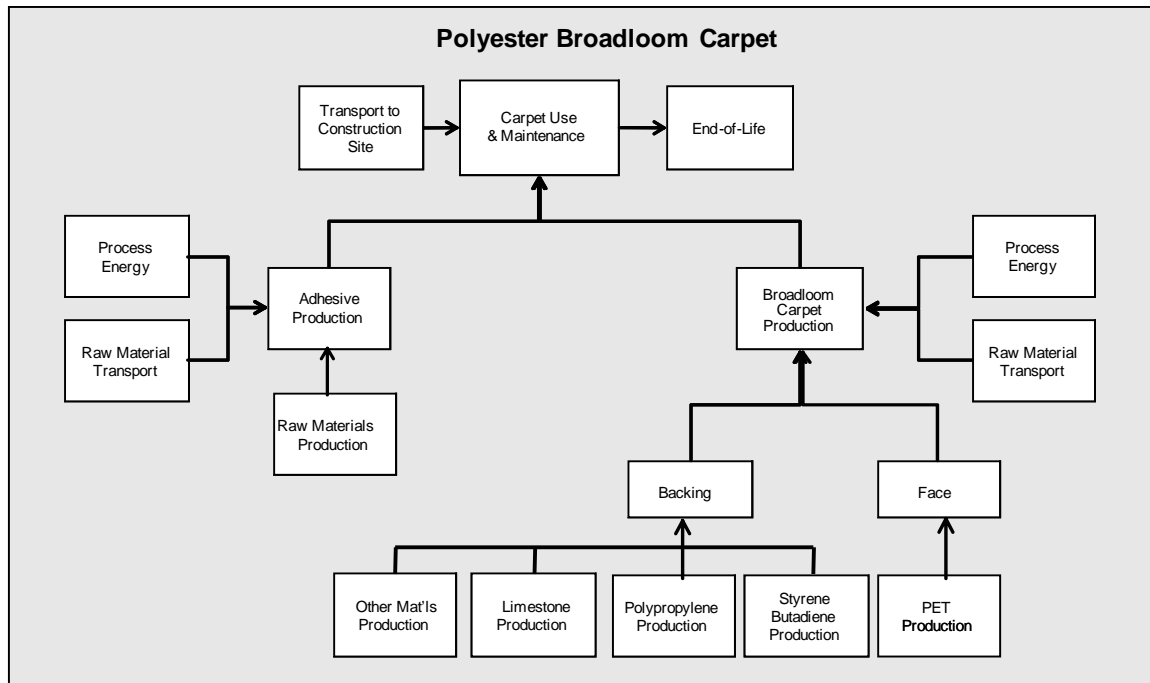 Polyester Broadloom Carpet
Transport to
Construction
Site
Carpet Use
& Maintenance
End-of-Life
Process
Energy
Raw Material
Transport
Adhesive
Production
Raw Materials
Production
Broadloom
Carpet
Production
Process
Energy
Raw Material
Transport
Backing
Face
Other Mat'ls
Production
Limestone
Production
Polypropylene
Production
Styrene
Butadiene
Production
PET
Production